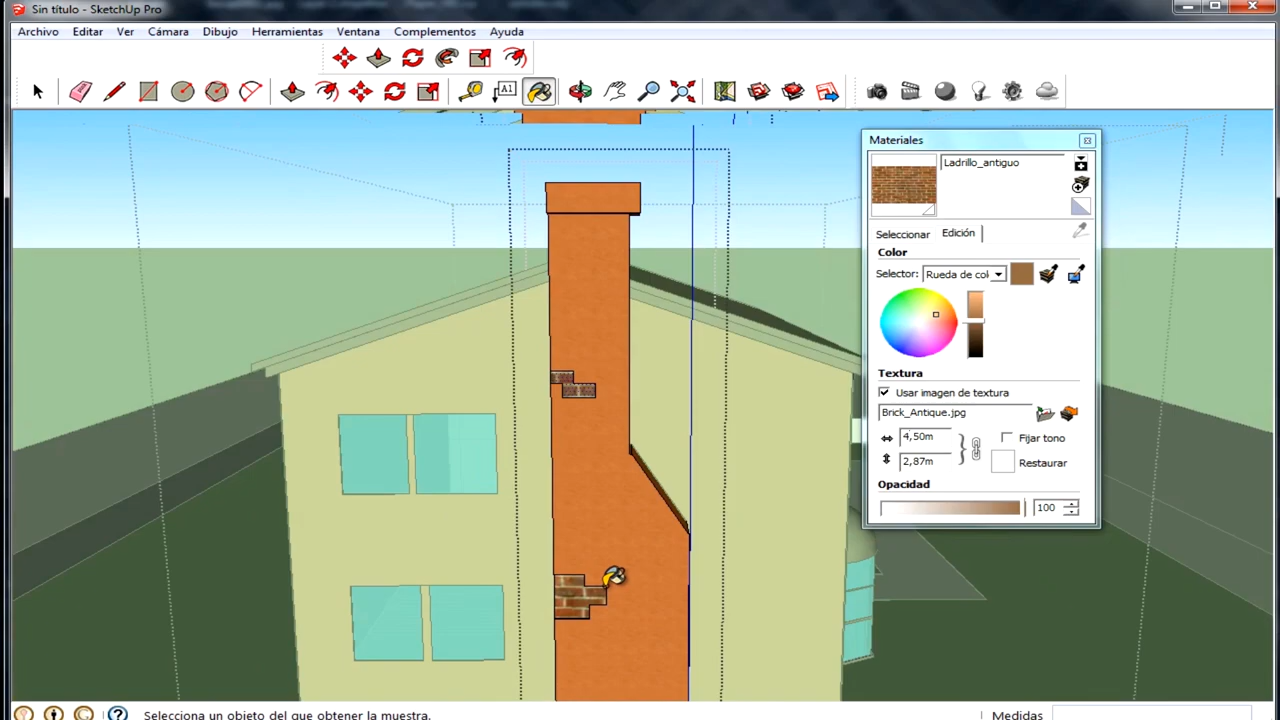 Sin título - SketchUp Pro
Archivo Editar Ver Cámara Dibujo Herramientas Ventana Complementos Ayuda
A1
Materiales
Ladrillo_antiguo
Seleccionar Edición
Color
Selector: Rueda de col
Textura
Usar imagen de textura
Brick_Antique.jpg
4,50m Fijar tono
2,87m Restaurar
Opacidad
100
Selecciona un objeto del que obtener la muestra. Medidas